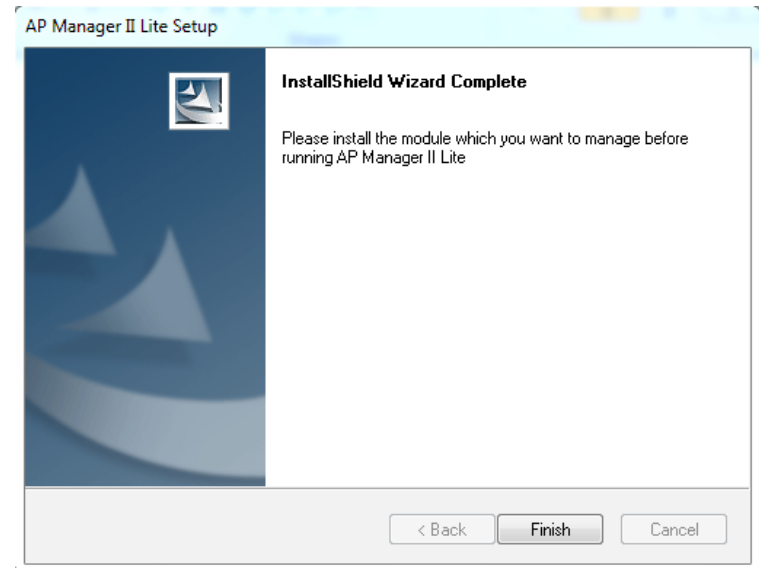 AP Manager II Lite Setup
InstallShield Wizard Complete
Please install the module which you want to manage before
running AP Manager II Lite
< Back
Finish
Cancel